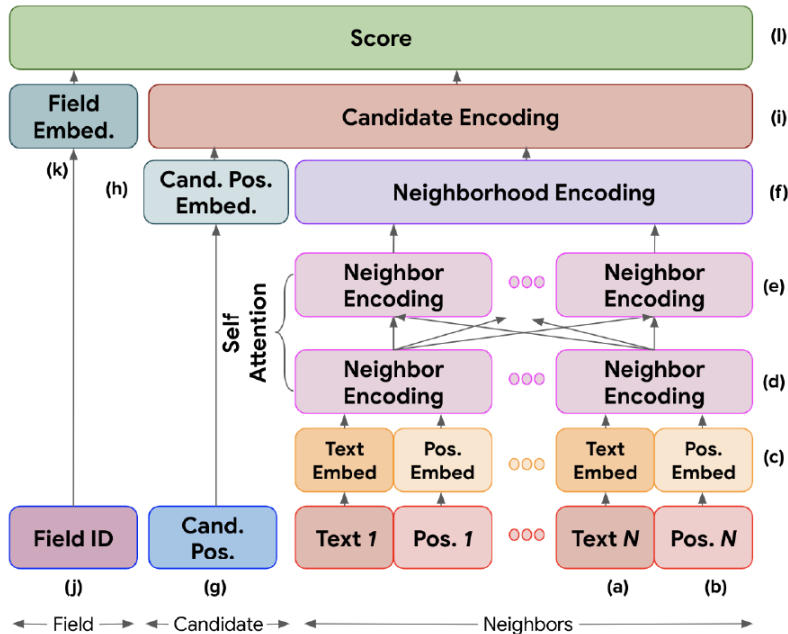 Score
(l)
Field
Embed.
Candidate Encoding
(i)
(k)
(h)
Cand. Pos.
Embed.
Neighborhood Encoding
(f)
Self
Attention
Neighbor
Encoding
Neighbor
Encoding
(e)
Neighbor
Encoding
Neighbor
Encoding
(d)
Text
Embed
Pos.
Embed
Text
Embed
Pos.
Embed
(c)
Field ID
Cand.
Pos.
Text 1
Pos. 1
Text N
Pos. N
(j)
(g)
(a)
(b)
Field
Candidate
Neighbors